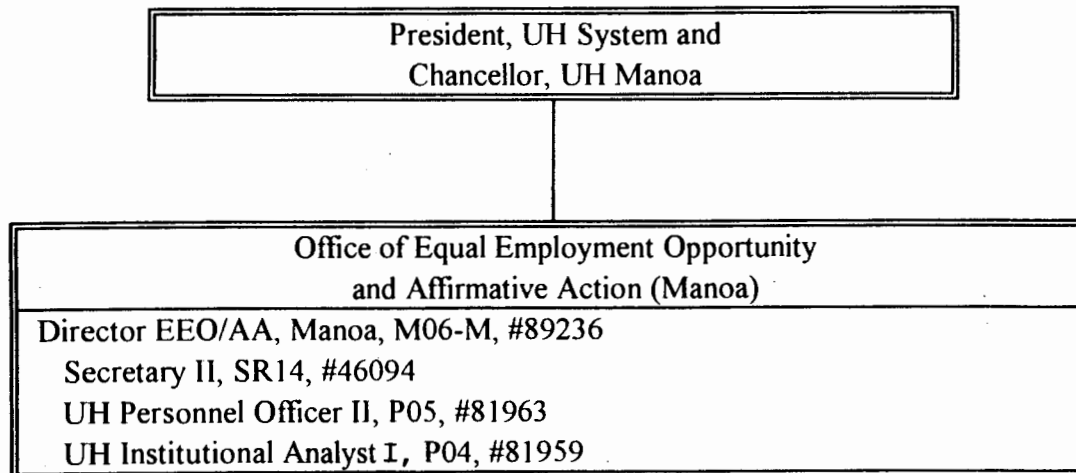 President, UH System and
Chancellor, UH Manoa
Office of Equal Employment Opportunity
and Affirmative Action (Manoa)
Director EEO/AA, Manoa, M06-M, #89236
Secretary II, SR14, #46094
UH Personnel Officer II, P05, #81963
UH Institutional Analyst I, P04, #81959